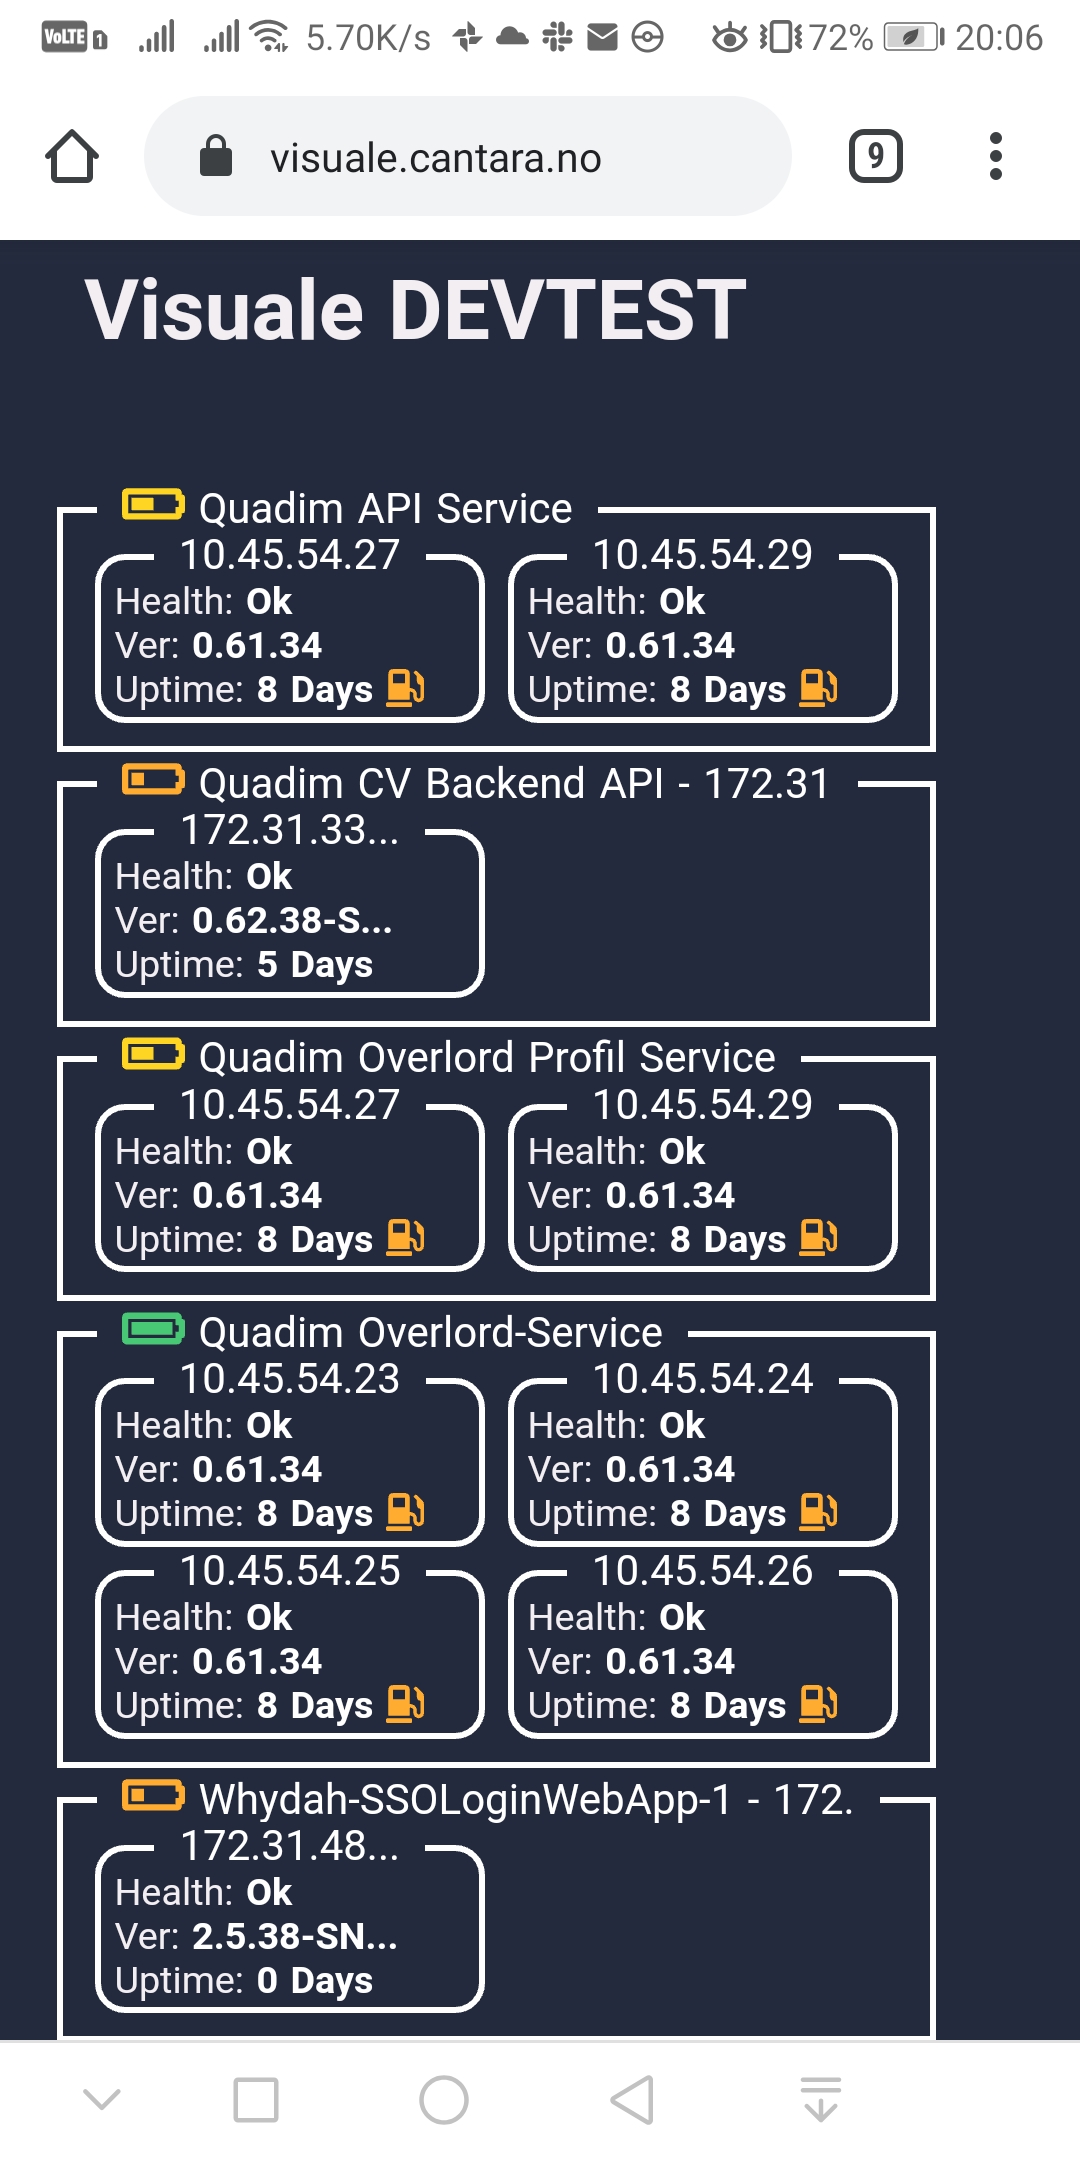 VoLTE 1 5.70K/s 72% 20:06
visuale.cantara.no 9
Visuale DEVTEST
Quadim API Service
10.45.54.27 10.45.54.29
Health: Ok Health: Ok
Ver: 0.61.34 Ver: 0.61.34
Uptime: 8 Days Uptime: 8 Days
Quadim CV Backend API - 172.31
172.31.33...
Health: Ok
Ver: 0.62.38-S...
Uptime: 5 Days
Quadim Overlord Profil Service
10.45.54.27 10.45.54.29
Health: Ok Health: Ok
Ver: 0.61.34 Ver: 0.61.34
Uptime: 8 Days Uptime: 8 Days
Quadim Overlord-Service
10.45.54.23 10.45.54.24
Health: Ok Health: Ok
Ver: 0.61.34 Ver: 0.61.34
Uptime: 8 Days Uptime: 8 Days
10.45.54.25 10.45.54.26
Health: Ok Health: Ok
Ver: 0.61.34 Ver: 0.61.34
Uptime: 8 Days Uptime: 8 Days
Whydah-SSOLoginWebApp-1 - 172.
172.31.48...
Health: Ok
Ver: 2.5.38-SN...
Uptime: 0 Days